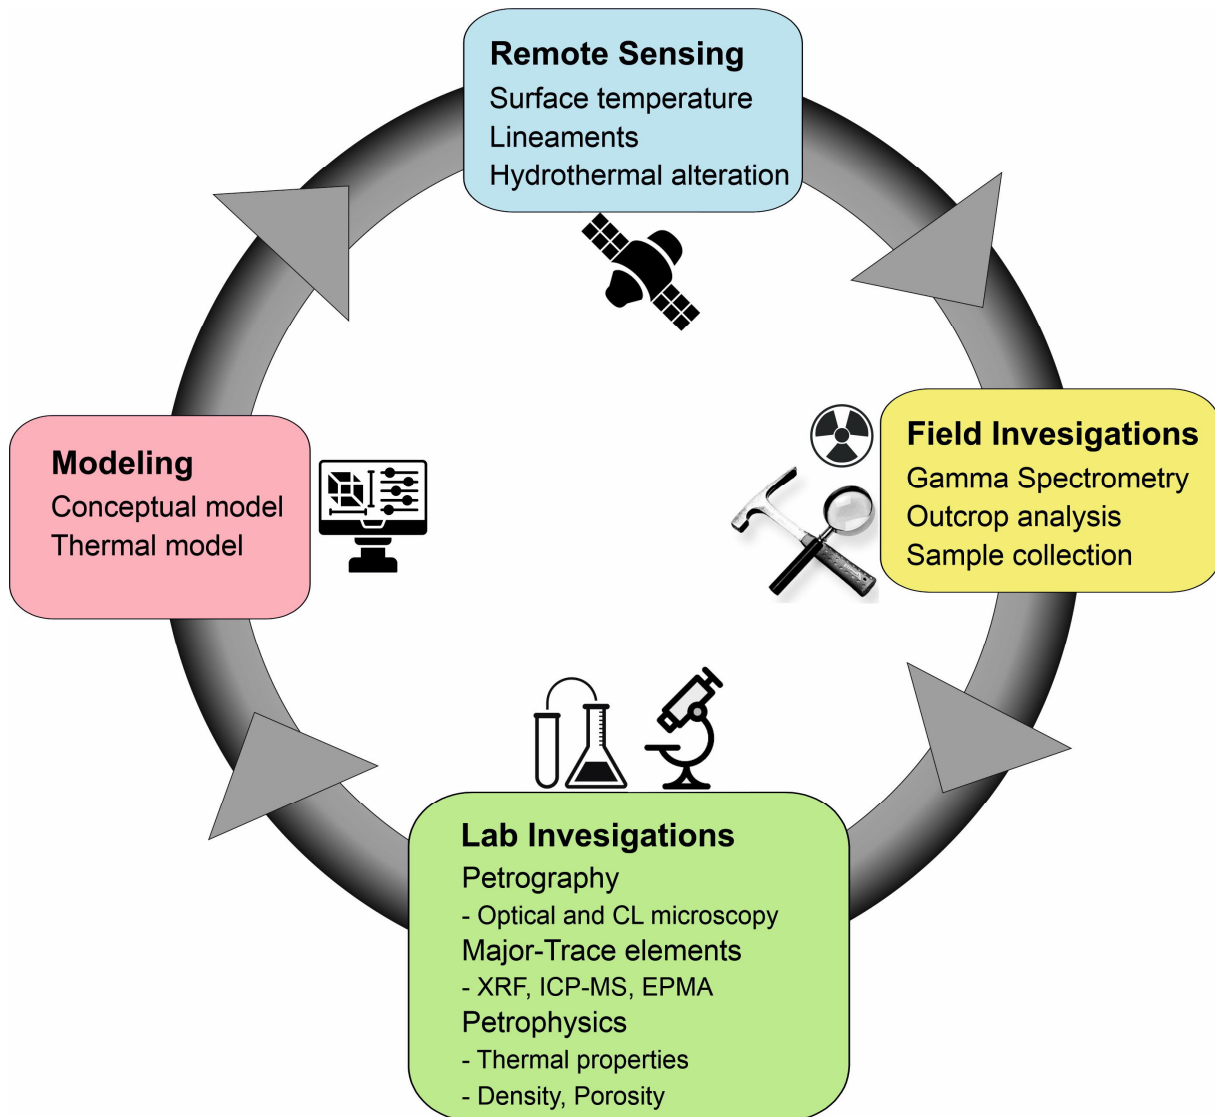 Remote Sensing
Surface temperature
Lineaments
Hydrothermal alteration
Field Invesigations
Gamma Spectrometry
Outcrop analysis
Sample collection
Modeling
Conceptual model
Thermal model
Lab Invesigations
Petrography
- Optical and CL microscopy
Major-Trace elements
- XRF, ICP-MS, EPMA
Petrophysics
- Thermal properties
- Density, Porosity